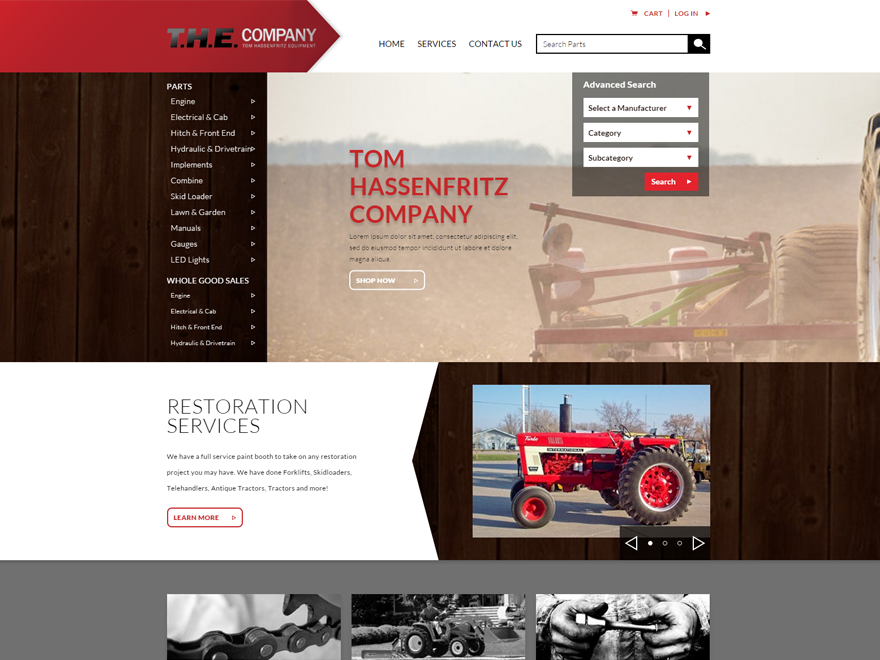 CART | LOG IN
T.H.E. COMPANY
TOM HASSENFRITZ EQUIPMENT
HOME SERVICES CONTACT US
Search Parts
PARTS
Engine
Electrical & Cab
Hitch & Front End
Hydraulic & Drivetrain
Implements
Combine
Skid Loader
Lawn & Garden
Manuals
Gauges
LED Lights
WHOLE GOOD SALES
Engine
Electrical & Cab
Hitch & Front End
Hydraulic & Drivetrain
TOM
HASSENFRITZ
COMPANY
Lorem ipsum dolor sit amet, consectetur adipiscing elit,
sed do eiusmod tempor incididunt ut labore et dolore
magna aliqua.
SHOP NOW
Advanced Search
Select a Manufacturer
Category
Subcategory
Search
RESTORATION
SERVICES
We have a full service paint booth to take on any restoration
project you may have. We have done Forklifts, Skidloaders,
Telehandlers, Antique Tractors, Tractors and more!
LEARN MORE
Turbo
INTERNATIONAL